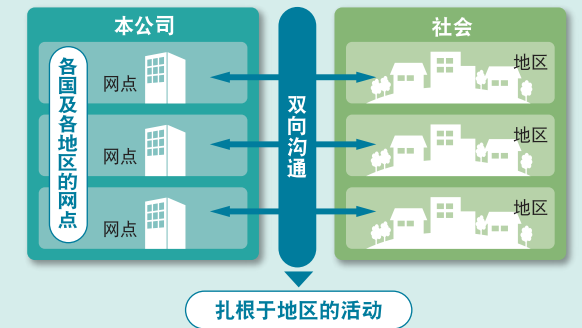 本公司
各国及各地区的网点
网点
网点
网点
双向沟通
社会
地区
地区
地区
扎根于地区的活动